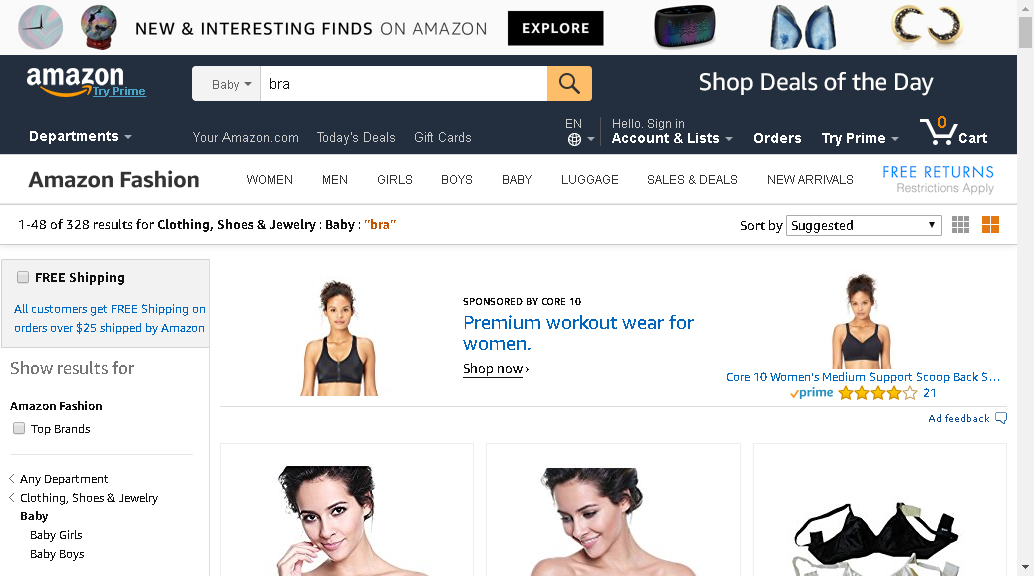 NEW & INTERESTING FINDS ON AMAZON
EXPLORE
amazon
Try Prime
Baby
bra
Shop Deals of the Day
Departments
Your Amazon.com
Today's Deals
Gift Cards
EN
Hello. Sign in
Account & Lists
Orders
Try Prime
0
Cart
Amazon Fashion
WOMEN
MEN
GIRLS
BOYS
BABY
LUGGAGE
SALES & DEALS
NEW ARRIVALS
FREE RETURNS
Restrictions Apply
1-48 of 328 results for Clothing, Shoes & Jewelry : Baby : "bra"
Sort by
Suggested
FREE Shipping
All customers get FREE Shipping on
orders over $25 shipped by Amazon
Show results for
Amazon Fashion
Top Brands
Any Department
Clothing, Shoes & Jewelry
Baby
Baby Girls
Baby Boys
SPONSORED BY CORE 10
Premium workout wear for
women.
Shop now ›
Core 10 Women's Medium Support Scoop Back S...
prime
21
Ad feedback